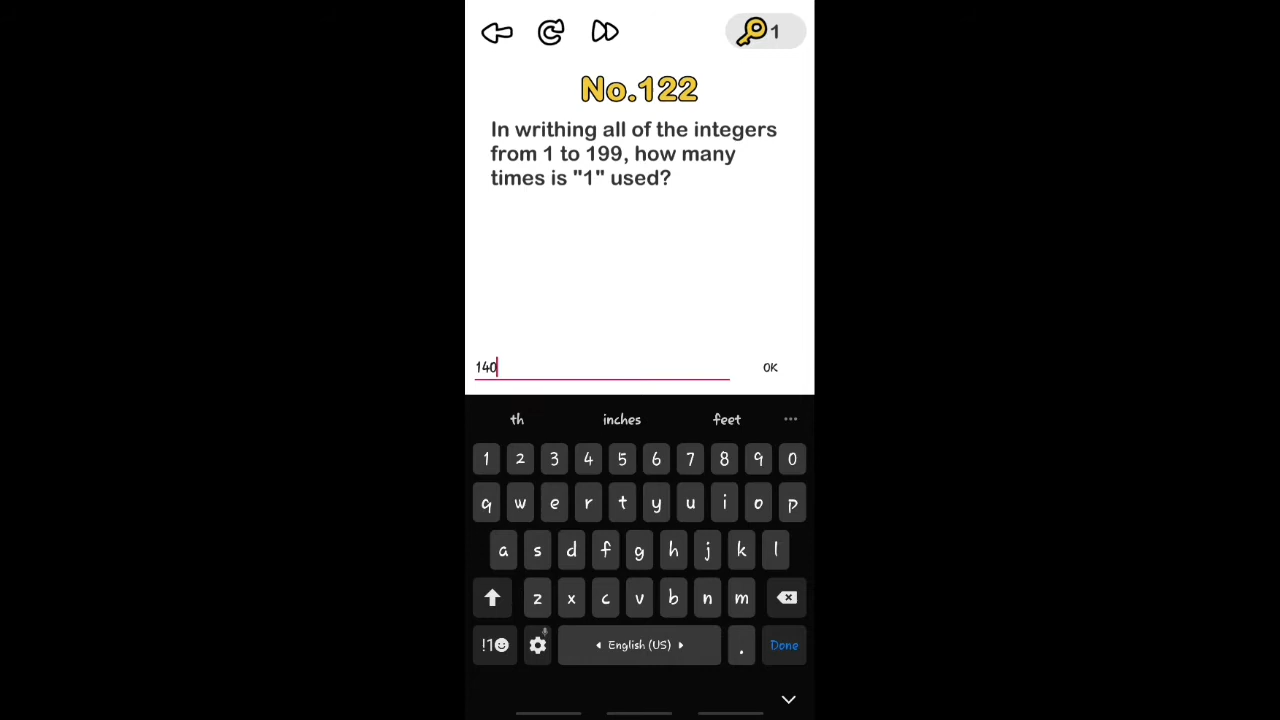 1
No.122
In writhing all of the integers
from 1 to 199, how many
times is "1" used?
140
OK
th inches feet ...
1 2 3 4 5 6 7 8 9 0
q w e r t y u i o p
a s d f g h j k l
z x c v b n m
!1☺ English (US) . Done